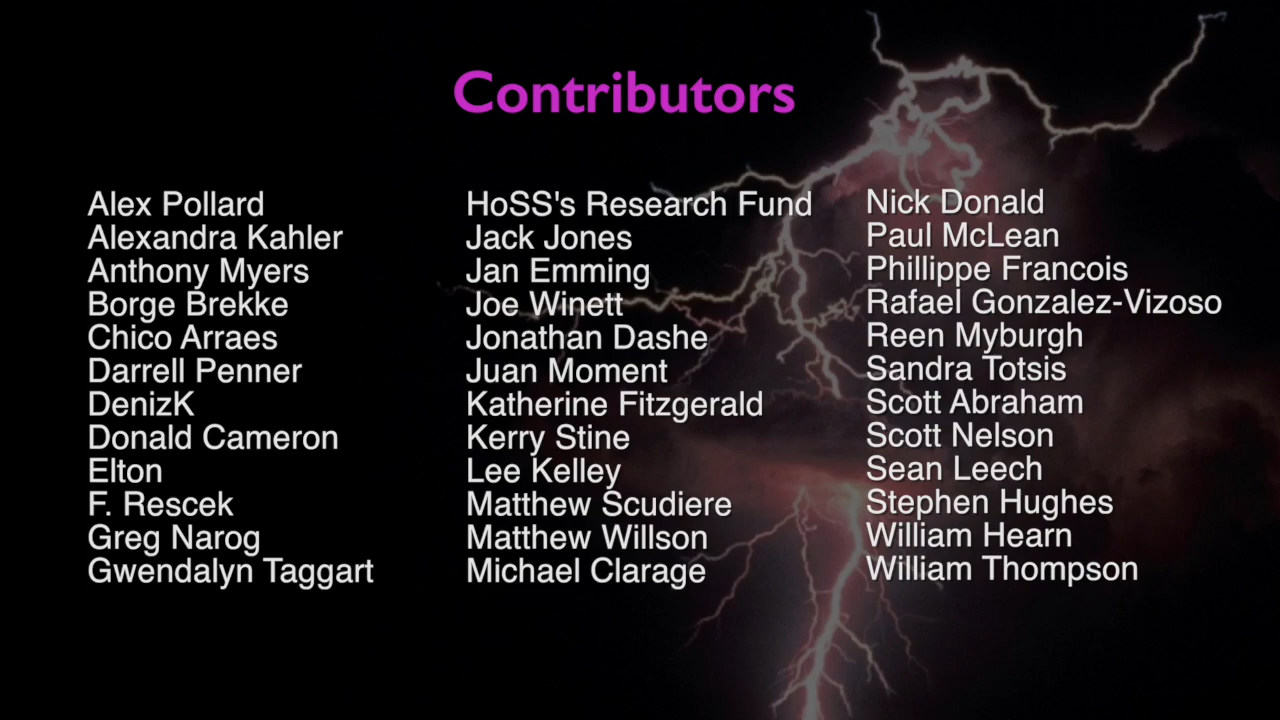 Contributors
Alex Pollard
Alexandra Kahler
Anthony Myers
Borge Brekke
Chico Arraes
Darrell Penner
DenizK
Donald Cameron
Elton
F. Rescek
Greg Narog
Gwendalyn Taggart
HoSS's Research Fund
Jack Jones
Jan Emming
Joe Winett
Jonathan Dashe
Juan Moment
Katherine Fitzgerald
Kerry Stine
Lee Kelley
Matthew Scudiere
Matthew Willson
Michael Clarage
Nick Donald
Paul McLean
Phillippe Francois
Rafael Gonzalez-Vizoso
Reen Myburgh
Sandra Totsis
Scott Abraham
Scott Nelson
Sean Leech
Stephen Hughes
William Hearn
William Thompson